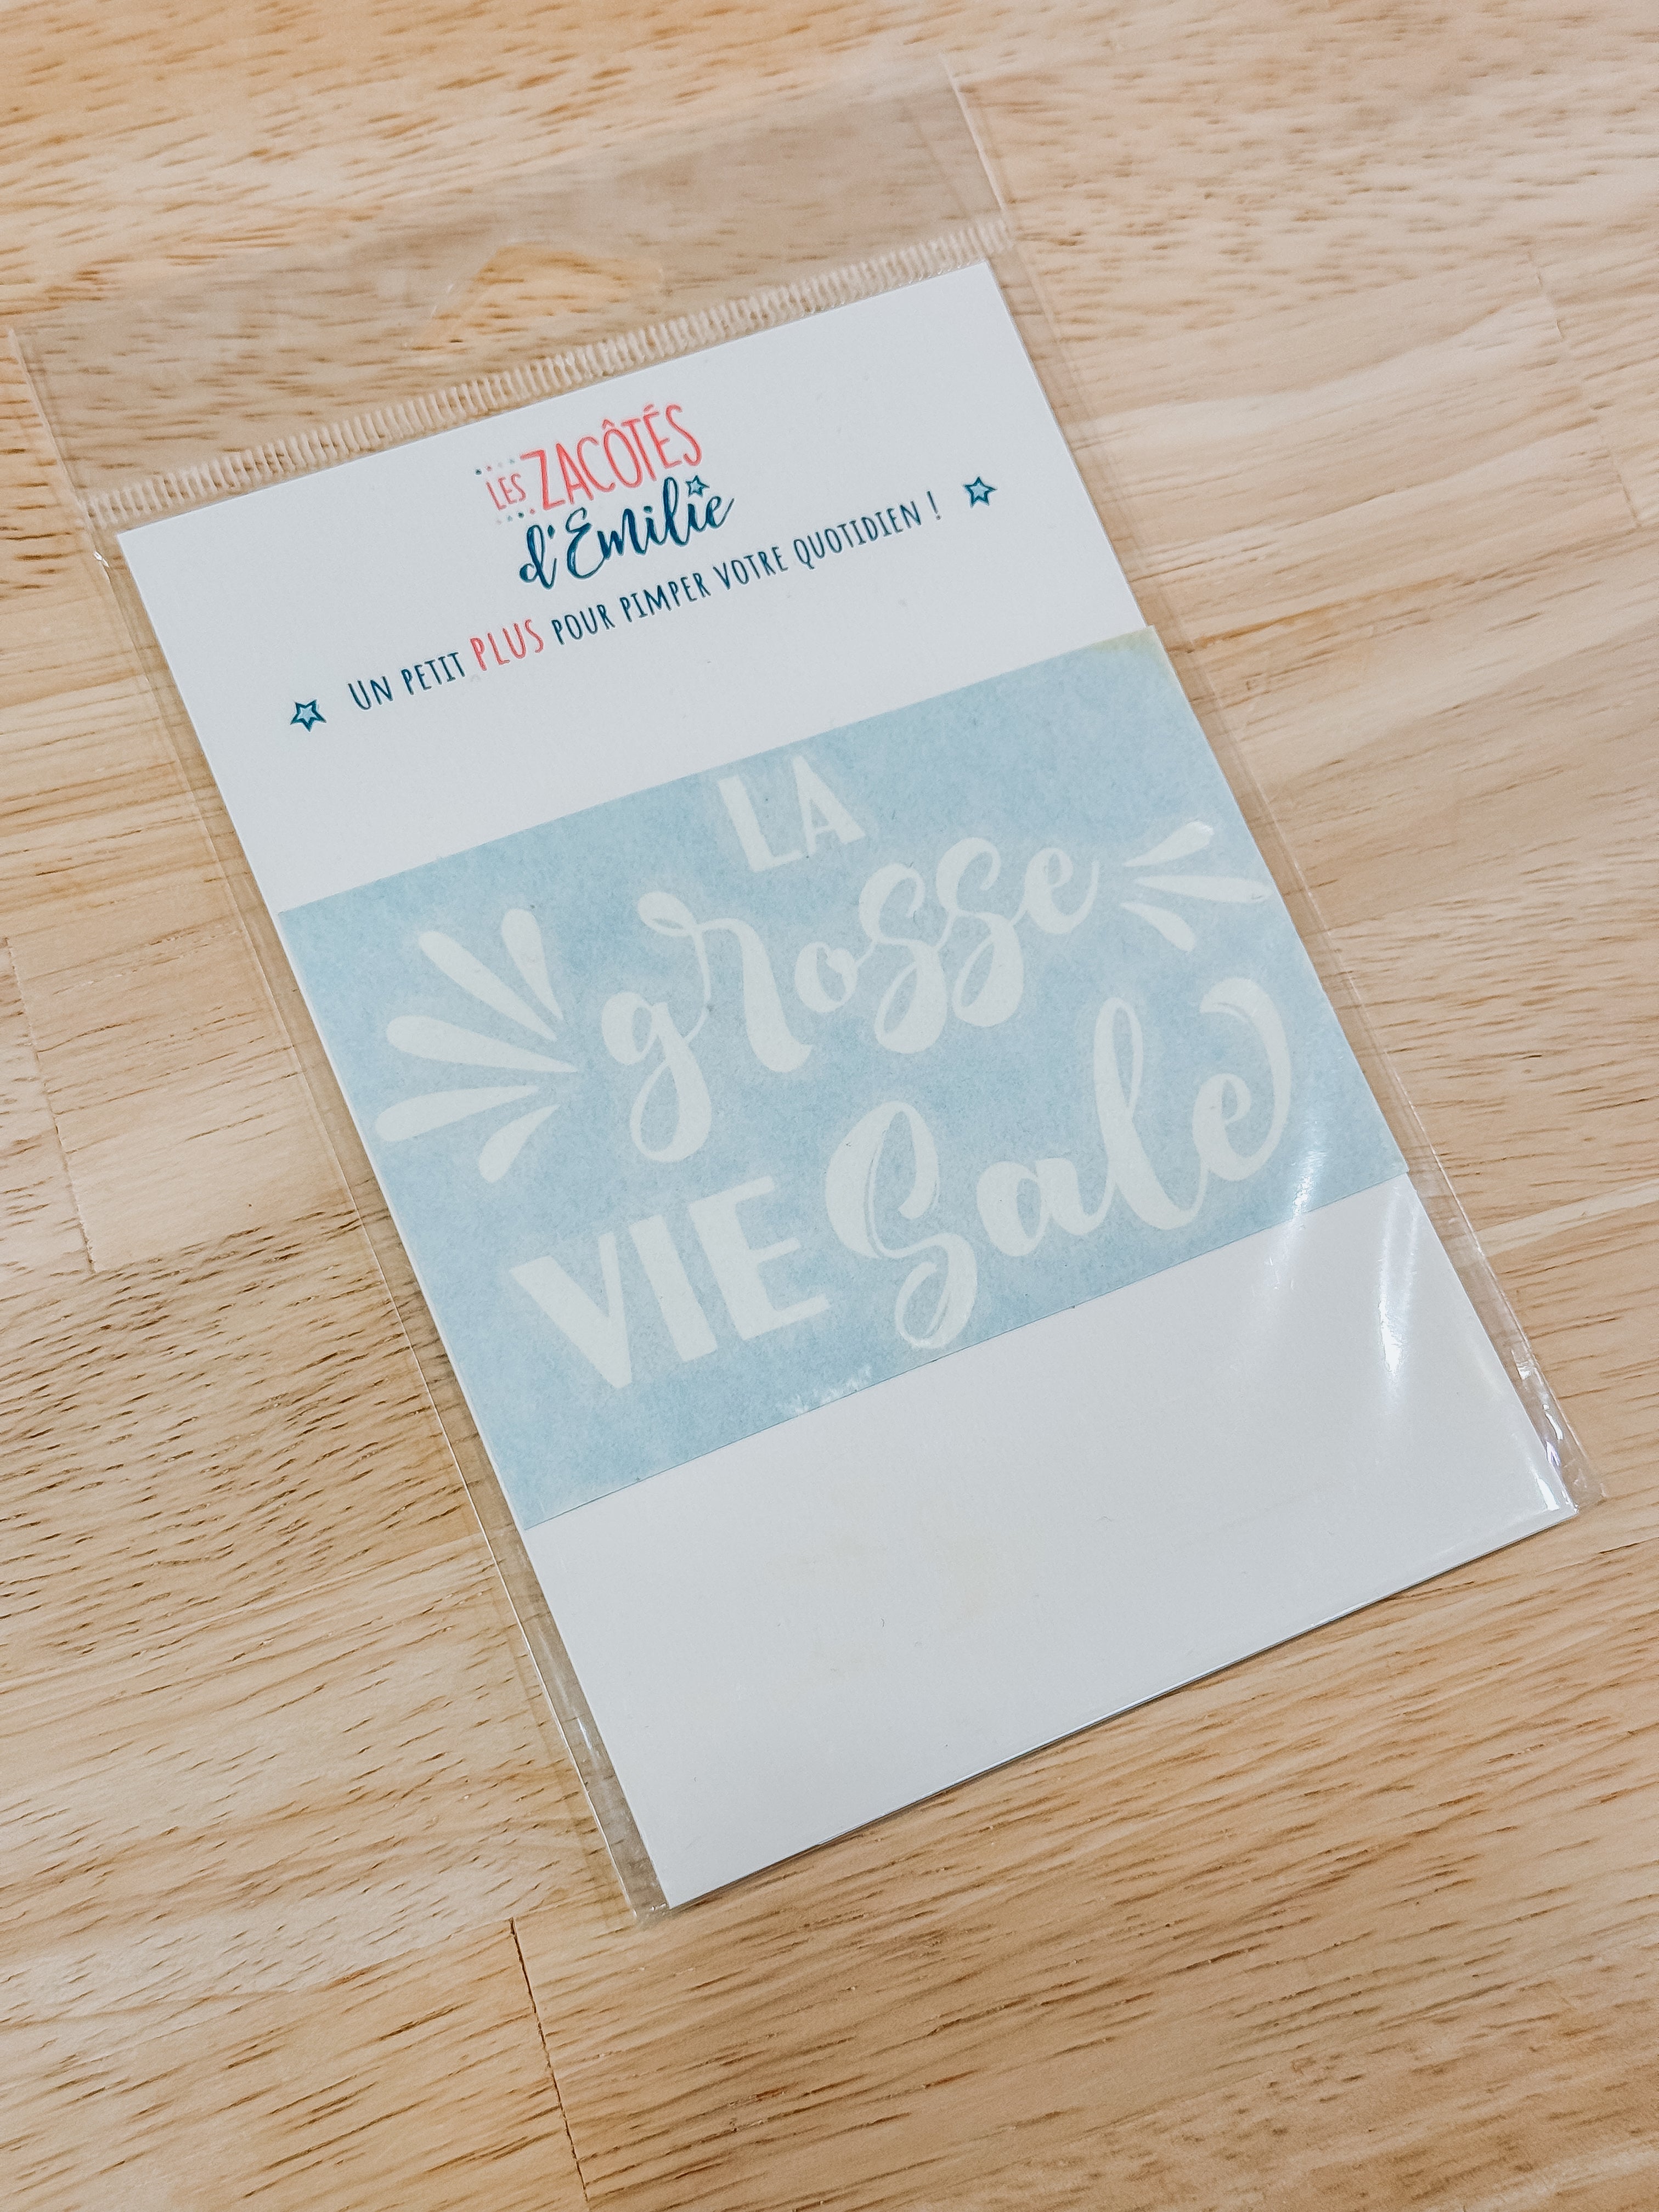 LES ZACÔTÉS
d'Emilie
UN PETIT PLUS POUR PIMPER VOTRE QUOTIDIEN !
LA
grosse
VIE Sale